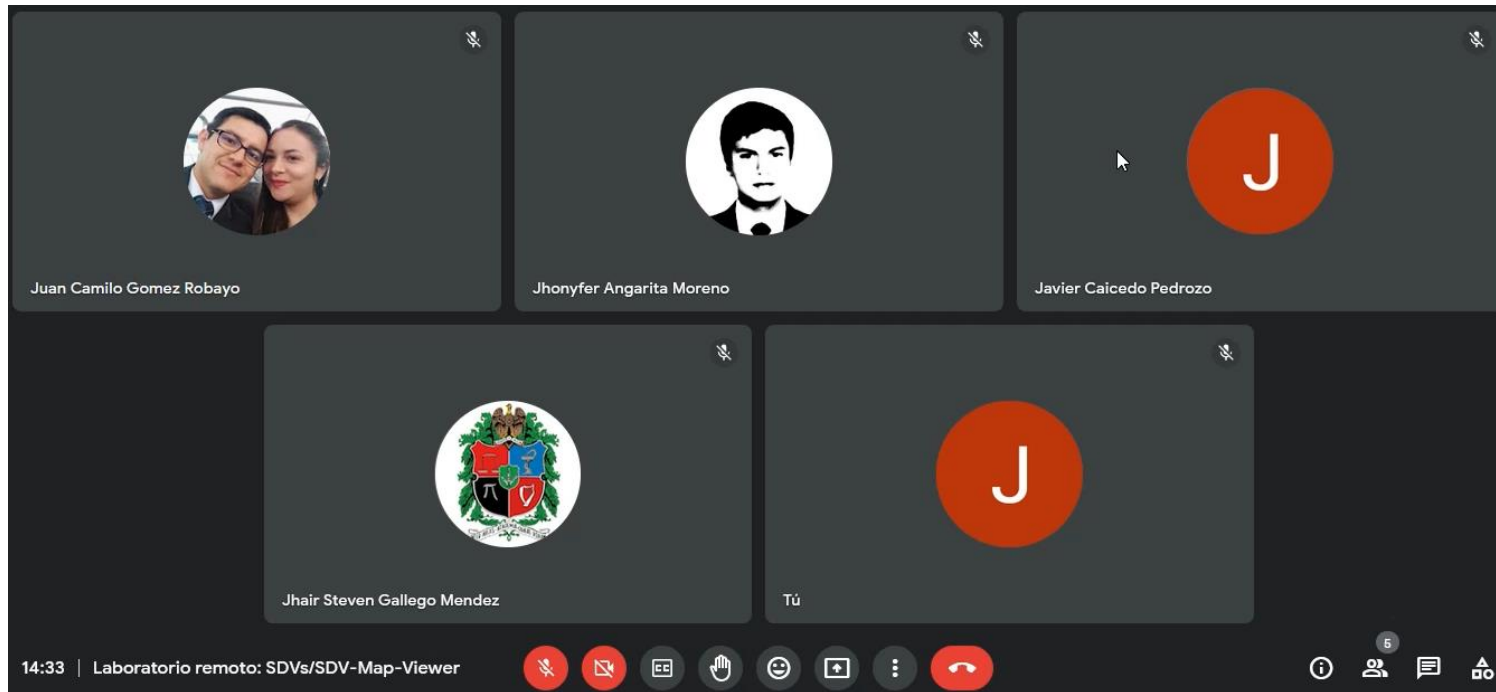 Juan Camilo Gomez Robayo
Jhonyfer Angarita Moreno
J
Javier Caicedo Pedrozo
Jhair Steven Gallego Mendez
J
Tú
5
14:33 | Laboratorio remoto: SDVs/SDV-Map-Viewer
CC